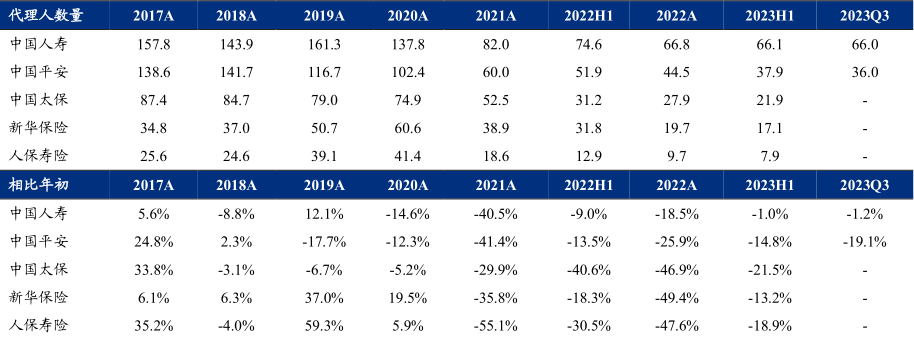 代理人数量 2017A 2018A 2019A 2020A 2021A 2022H1 2022A 2023H1 2023Q3
中国人寿 157.8 143.9 161.3 137.8 82.0 74.6 66.8 66.1 66.0
中国平安 138.6 141.7 116.7 102.4 60.0 51.9 44.5 37.9 36.0
中国太保 87.4 84.7 79.0 74.9 52.5 31.2 27.9 21.9 -
新华保险 34.8 37.0 50.7 60.6 38.9 31.8 19.7 17.1 -
人保寿险 25.6 24.6 39.1 41.4 18.6 12.9 9.7 7.9 -
相比年初 2017A 2018A 2019A 2020A 2021A 2022H1 2022A 2023H1 2023Q3
中国人寿 5.6% -8.8% 12.1% -14.6% -40.5% -9.0% -18.5% -1.0% -1.2%
中国平安 24.8% 2.3% -17.7% -12.3% -41.4% -13.5% -25.9% -14.8% -19.1%
中国太保 33.8% -3.1% -6.7% -5.2% -29.9% -40.6% -46.9% -21.5% -
新华保险 6.1% 6.3% 37.0% 19.5% -35.8% -18.3% -49.4% -13.2% -
人保寿险 35.2% -4.0% 59.3% 5.9% -55.1% -30.5% -47.6% -18.9% -